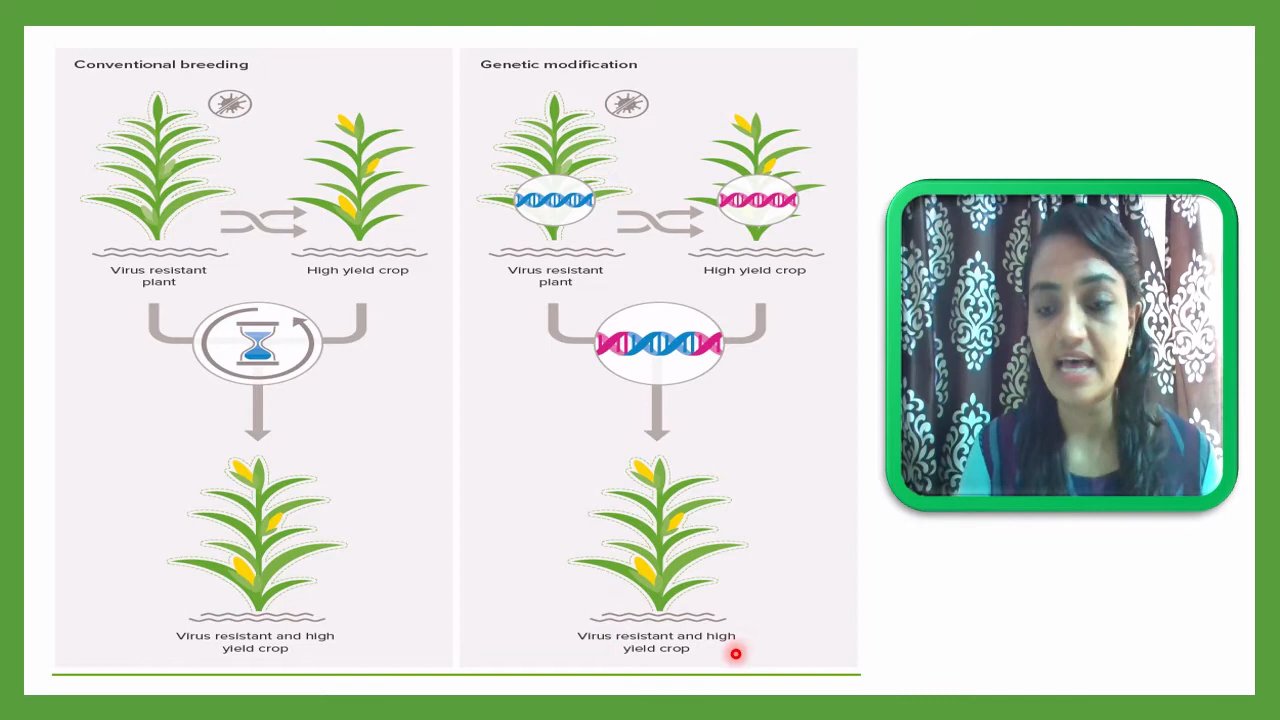 Conventional breeding
Virus resistant
plant
High yield crop
Virus resistant and high
yield crop
Genetic modification
Virus resistant
plant
High yield crop
Virus resistant and high
yield crop